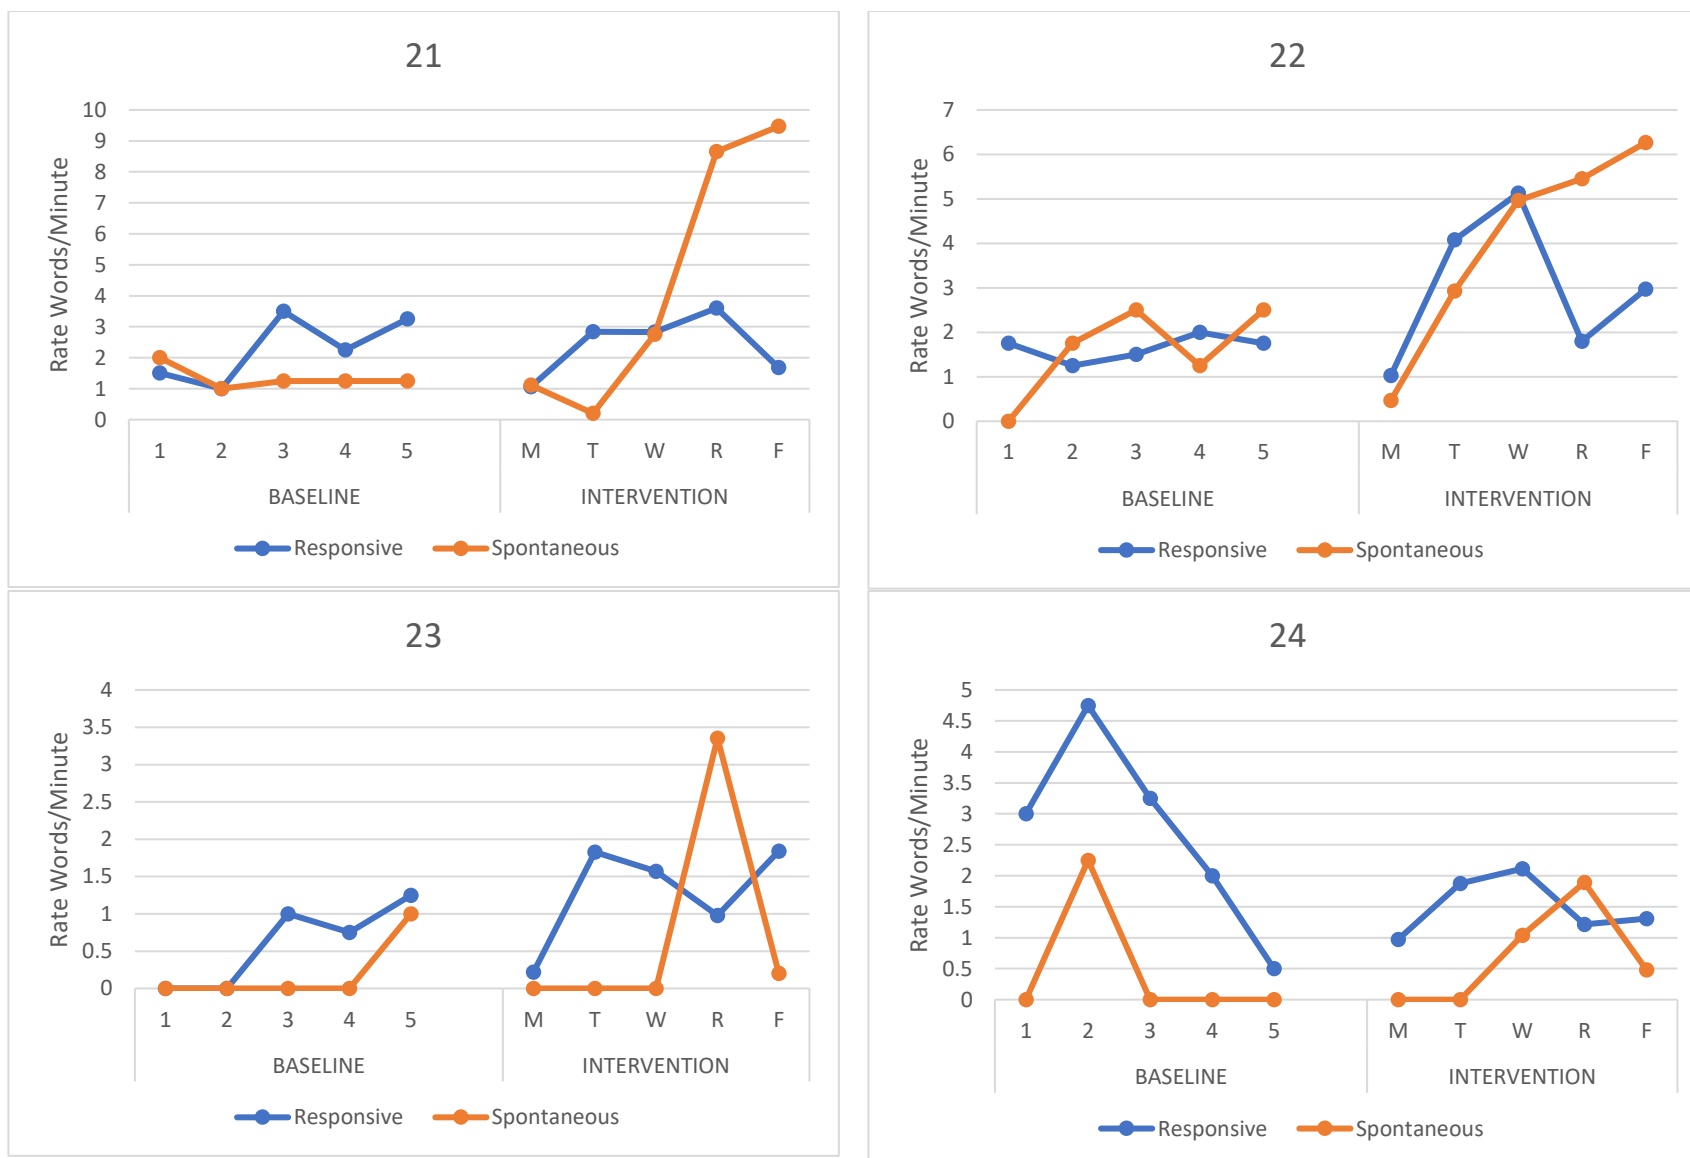 21
10
9
8
7
6
5
4
3
2
1
0
Rate Words/Minute
1 2 3 4 5 M T W R F
BASELINE INTERVENTION
Responsive Spontaneous
22
7
6
5
4
3
2
1
0
Rate Words/Minute
1 2 3 4 5 M T W R F
BASELINE INTERVENTION
Responsive Spontaneous
23
4
3.5
3
2.5
2
1.5
1
0.5
0
Rate Words/Minute
1 2 3 4 5 M T W R F
BASELINE INTERVENTION
Responsive Spontaneous
24
5
4.5
4
3.5
3
2.5
2
1.5
1
0.5
0
Rate Words/Minute
1 2 3 4 5 M T W R F
BASELINE INTERVENTION
Responsive Spontaneous